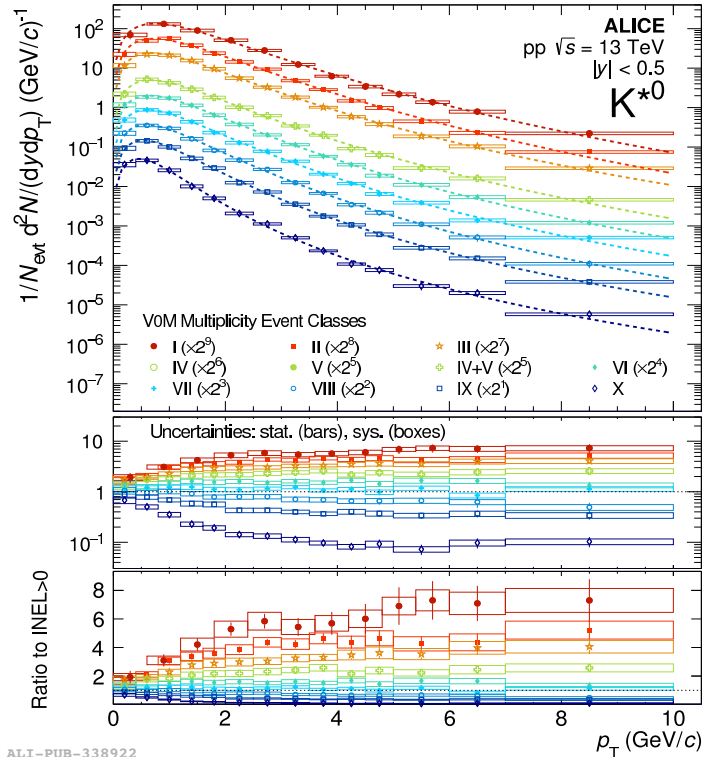 ALICE
pp √s = 13 TeV
|y| < 0.5
K*⁰
1/N_evt d²N/(dydp_T) (GeV/c)⁻¹
10²
10
1
10⁻¹
10⁻²
10⁻³
10⁻⁴
10⁻⁵
10⁻⁶
10⁻⁷
V0M Multiplicity Event Classes
I (×2⁹) II (×2⁸) III (×2⁷)
IV (×2⁶) V (×2⁵) IV+V (×2⁵) VI (×2⁴)
VII (×2³) VIII (×2²) IX (×2¹) X
Uncertainties: stat. (bars), sys. (boxes)
10
1
10⁻¹
Ratio to INEL>0
8
6
4
2
0 2 4 6 8 10
p_T (GeV/c)
ALI-PUB-338922